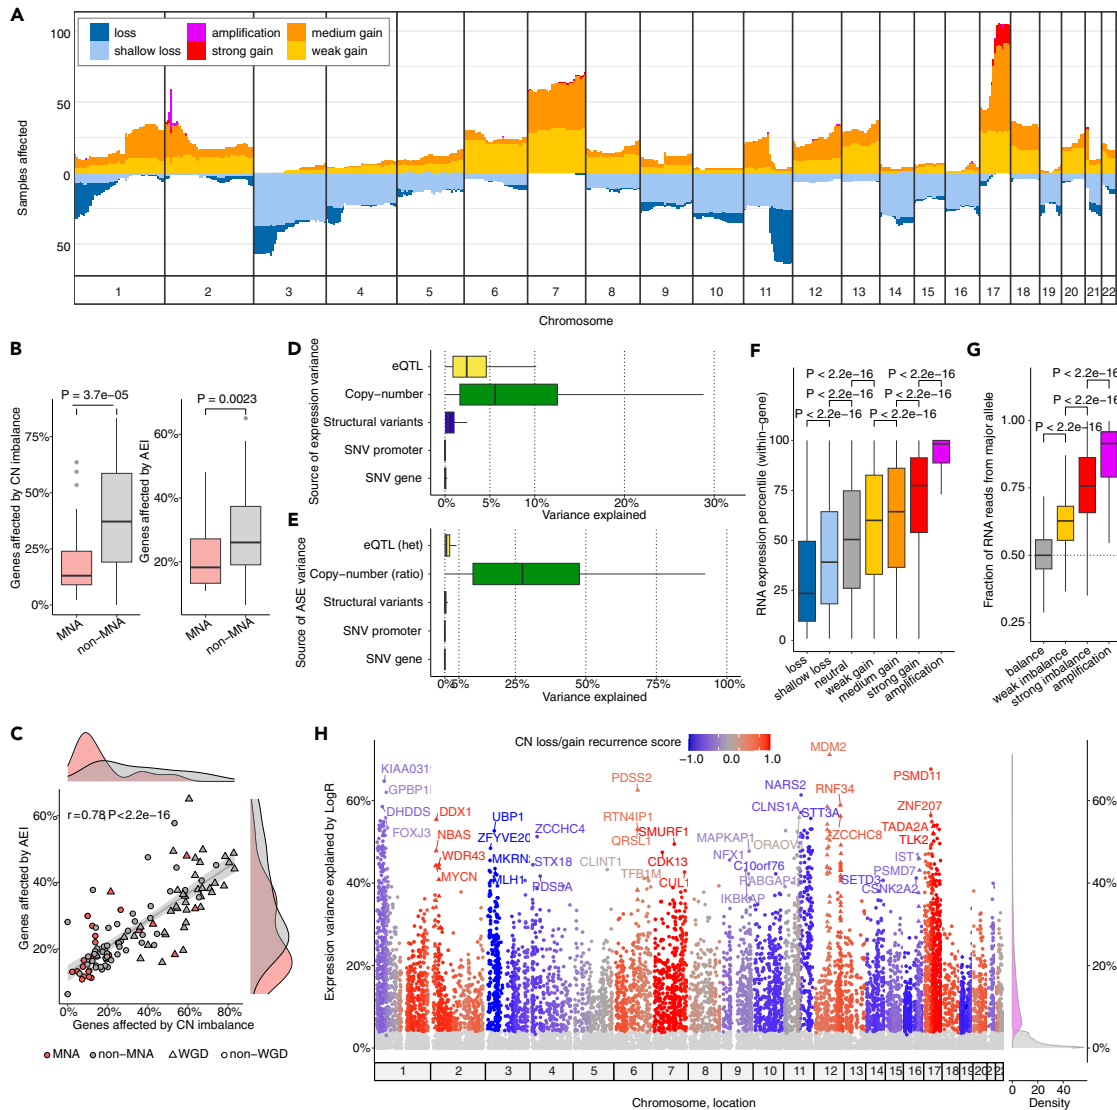 A
loss
amplification
medium gain
shallow loss
strong gain
weak gain
Samples affected
100
50
0
50
1 2 3 4 5 6 7 8 9 10 11 12 13 14 15 16 17 18 19 20 21 22
Chromosome
B
P = 3.7e−05
Genes affected by CN imbalance
75%
50%
25%
0%
MNA
non−MNA
P = 0.0023
Genes affected by AEI
60%
40%
20%
MNA
non−MNA
D
Source of expression variance
eQTL
Copy−number
Structural variants
SNV promoter
SNV gene
0% 5% 10% 20% 30%
Variance explained
E
Source of ASE variance
eQTL (het)
Copy−number (ratio)
Structural variants
SNV promoter
SNV gene
0% 5% 25% 50% 75% 100%
Variance explained
F
P < 2.2e−16
P < 2.2e−16
P < 2.2e−16
P < 2.2e−16
P < 2.2e−16
P < 2.2e−16
RNA expression percentile (within−gene)
100
75
50
25
0
loss
shallow loss
neutral
weak gain
medium gain
strong gain
amplification
G
P < 2.2e−16
P < 2.2e−16
P < 2.2e−16
Fraction of RNA reads from major allele
1.00
0.75
0.50
0.25
balance
weak imbalance
strong imbalance
amplification
C
r=0.78 P<2.2e−16
Genes affected by AEI
60%
40%
20%
0% 20% 40% 60% 80%
Genes affected by CN imbalance
MNA non−MNA WGD non−WGD
H
CN loss/gain recurrence score
−1.0 0.0 1.0
Expression variance explained by LogR
60%
40%
20%
0%
KIAA031
GPBP1
DHDDS
FOXJ3
DDX1
NBAS
WDR43
MYCN
UBP1
ZFYVE20
MKRN
MLH1
ZCCHC4
STX18
PDS5A
CLINT1
PDSS2
RTN4IP1
QRSL1
TFB1M
SMURF1
CDK13
CUL1
MAPKAP1
NFX1
IKBKAP
ORAOV
C10orf76
RABGAP1
NARS2
CLNS1A
STT3A
MDM2
RNF34
ZCCHC8
SETD3
CSNK2A2
IST1
PSMD7
PSMD11
ZNF207
TADA2A
TLK2
1 2 3 4 5 6 7 8 9 10 11 12 13 14 15 16 17 18 19 20
Chromosome, location
60%
40%
20%
0%
0 20 40
Density